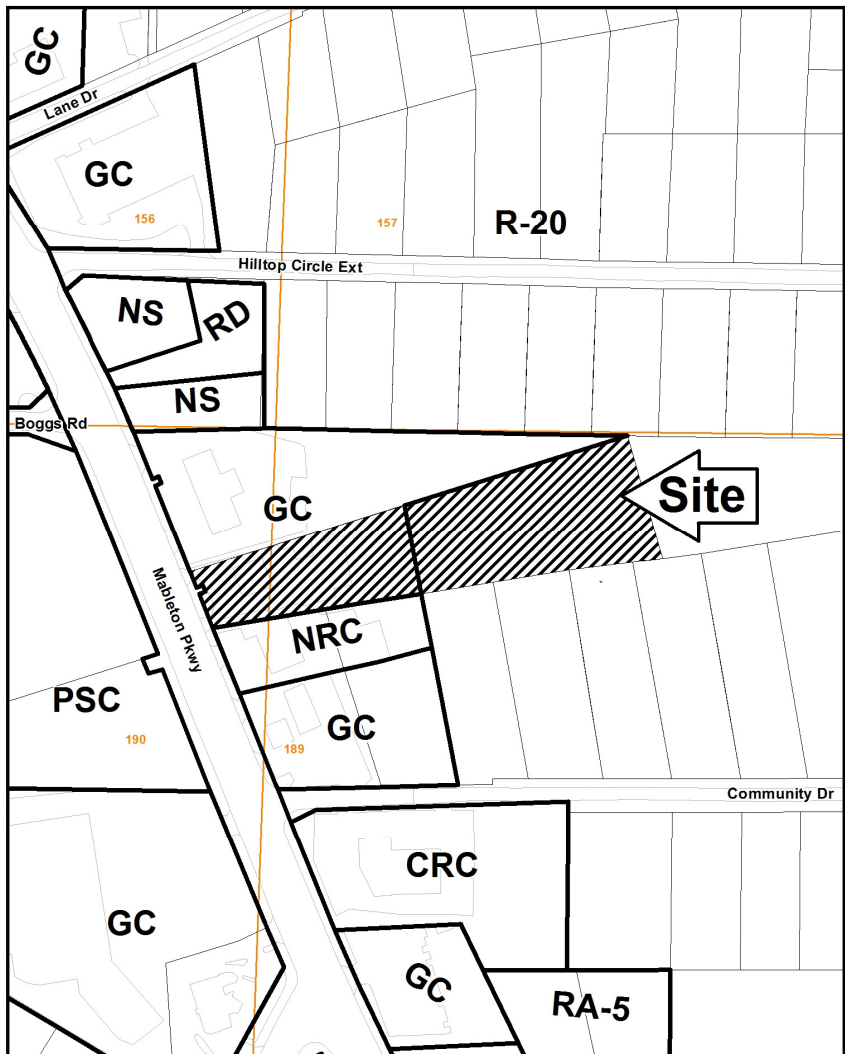 GC
Lane Dr
GC
156
157
R-20
Hilltop Circle Ext
NS
RD
NS
Boggs Rd
Site
GC
Mableton Pkwy
NRC
PSC
GC
190
189
Community Dr
CRC
GC
GC
RA-5